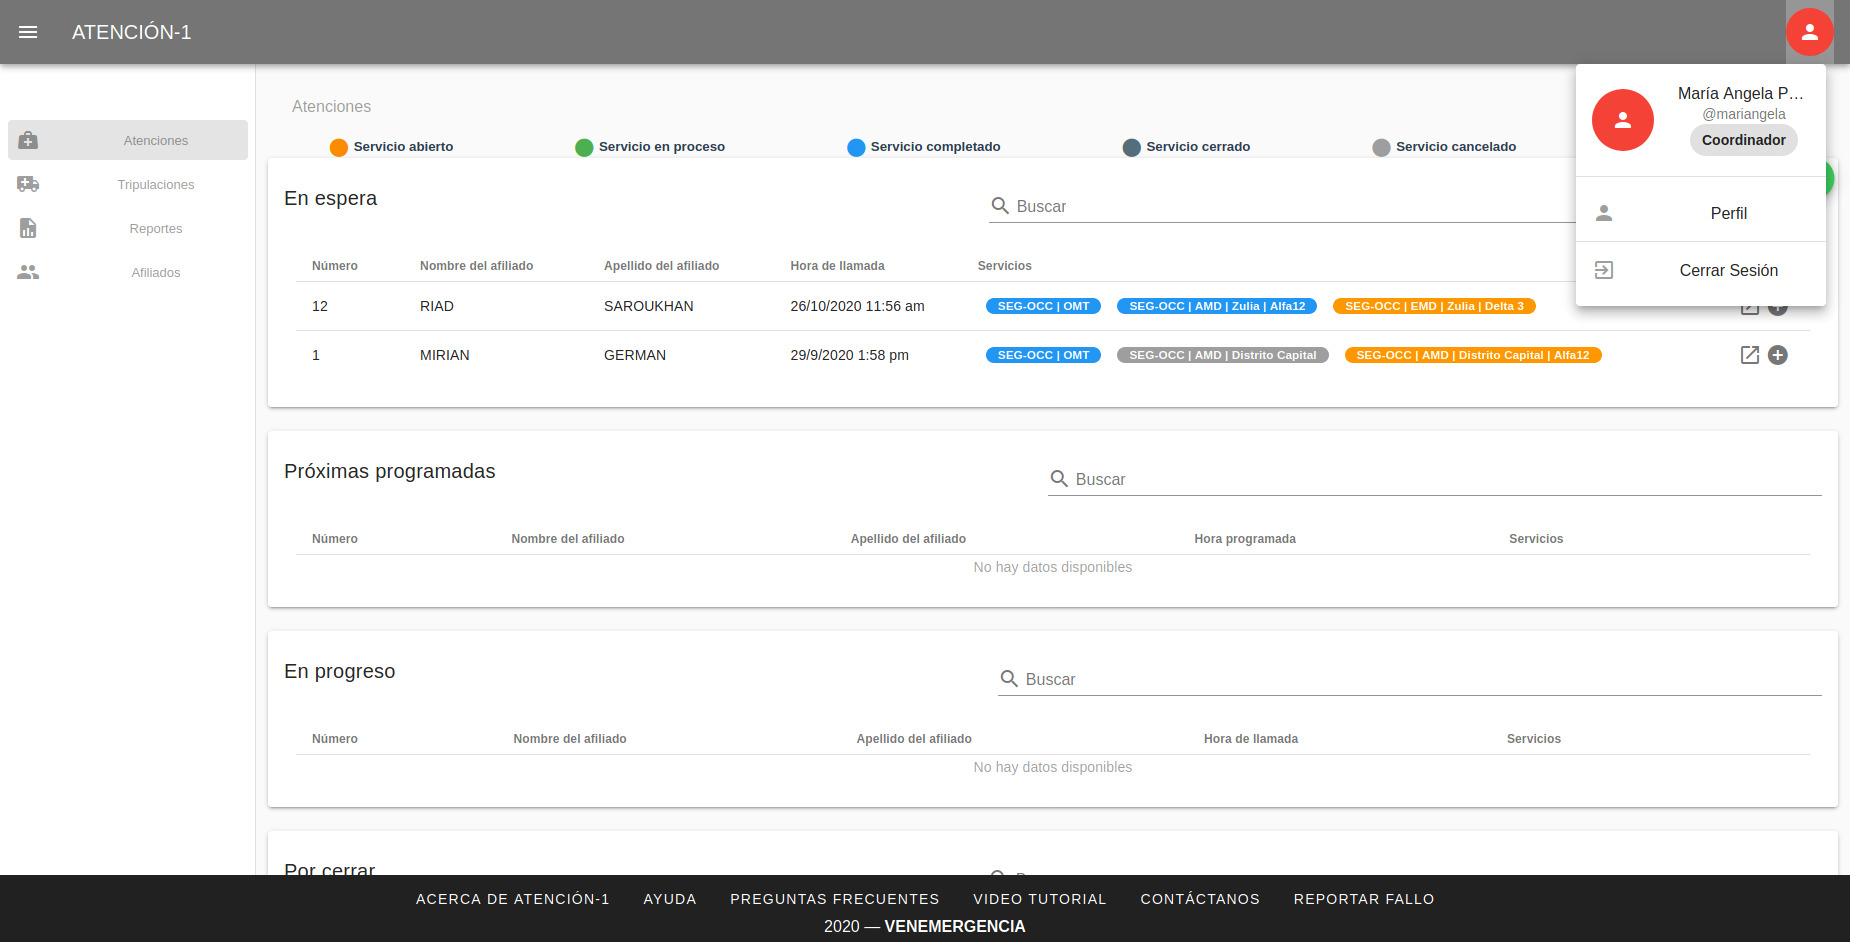 ATENCIÓN-1
María Angela P...
@mariangela
Coordinador
Perfil
Cerrar Sesión
Atenciones
Tripulaciones
Reportes
Afiliados
Atenciones
Servicio abierto Servicio en proceso Servicio completado Servicio cerrado Servicio cancelado
En espera
Buscar
Número Nombre del afiliado Apellido del afiliado Hora de llamada Servicios
12 RIAD SAROUKHAN 26/10/2020 11:56 am SEG-OCC | OMT SEG-OCC | AMD | Zulia | Alfa12 SEG-OCC | EMD | Zulia | Delta 3
1 MIRIAN GERMAN 29/9/2020 1:58 pm SEG-OCC | OMT SEG-OCC | AMD | Distrito Capital SEG-OCC | AMD | Distrito Capital | Alfa12
Próximas programadas
Buscar
Número Nombre del afiliado Apellido del afiliado Hora programada Servicios
No hay datos disponibles
En progreso
Buscar
Número Nombre del afiliado Apellido del afiliado Hora de llamada Servicios
No hay datos disponibles
Por cerrar
ACERCA DE ATENCIÓN-1 AYUDA PREGUNTAS FRECUENTES VIDEO TUTORIAL CONTÁCTANOS REPORTAR FALLO
2020 — VENEMERGENCIA